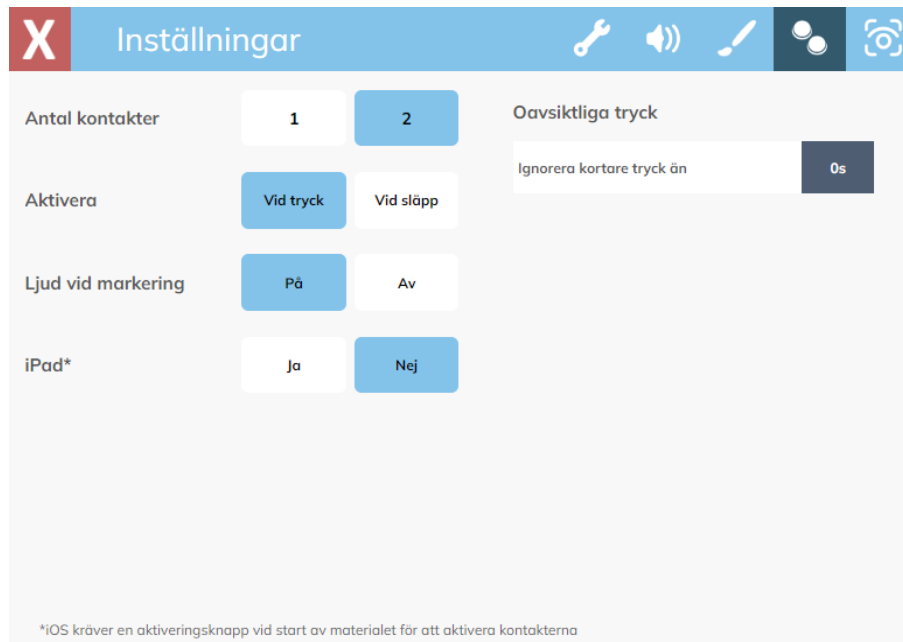 X Inställningar
Antal kontakter 1 2
Aktivera Vid tryck Vid släpp
Ljud vid markering På Av
iPad* Ja Nej
Oavsiktliga tryck
Ignorera kortare tryck än 0s
*iOS kräver en aktiveringsknapp vid start av materialet för att aktivera kontakterna